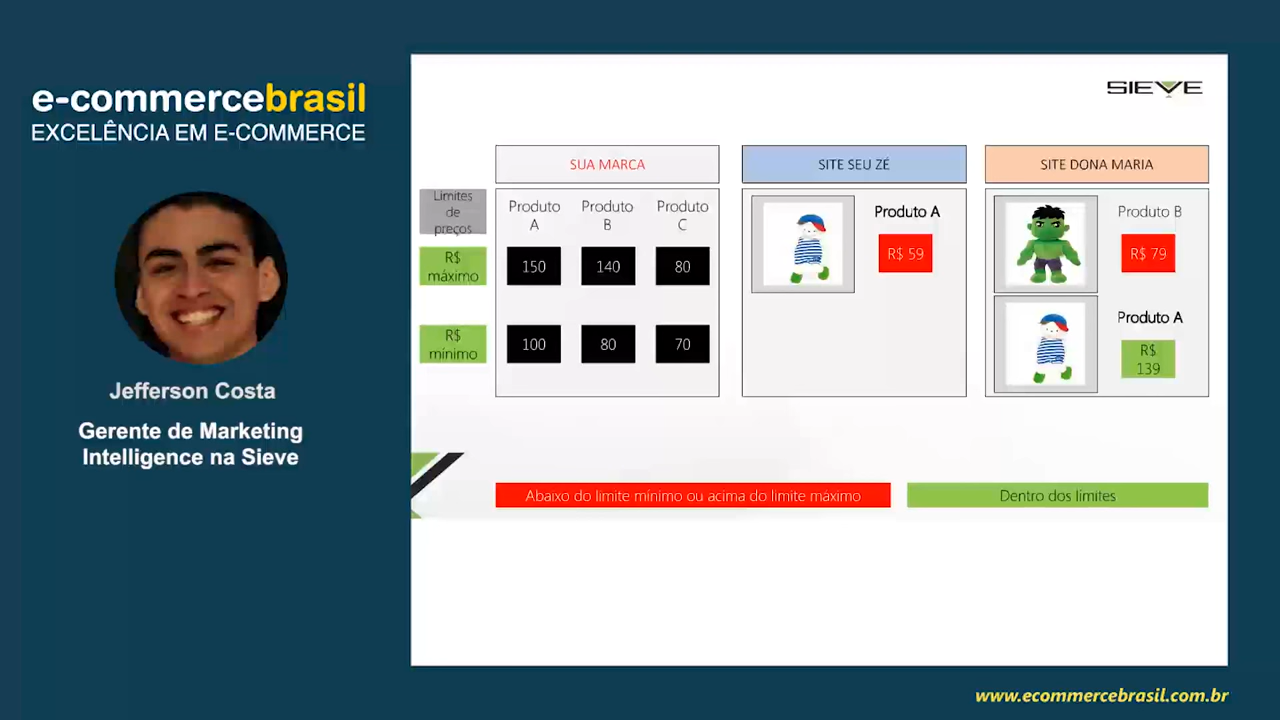 e-commercebrasil
EXCELÊNCIA EM E-COMMERCE
Jefferson Costa
Gerente de Marketing
Intelligence na Sieve
SIEVE
SUA MARCA
SITE SEU ZÉ
SITE DONA MARIA
Limites
de
preços
Produto
A
Produto
B
Produto
C
R$
máximo
150
140
80
R$
mínimo
100
80
70
Produto A
R$ 59
Produto B
R$ 79
Produto A
R$
139
Abaixo do limite mínimo ou acima do limite máximo
Dentro dos limites
www.ecommercebrasil.com.br